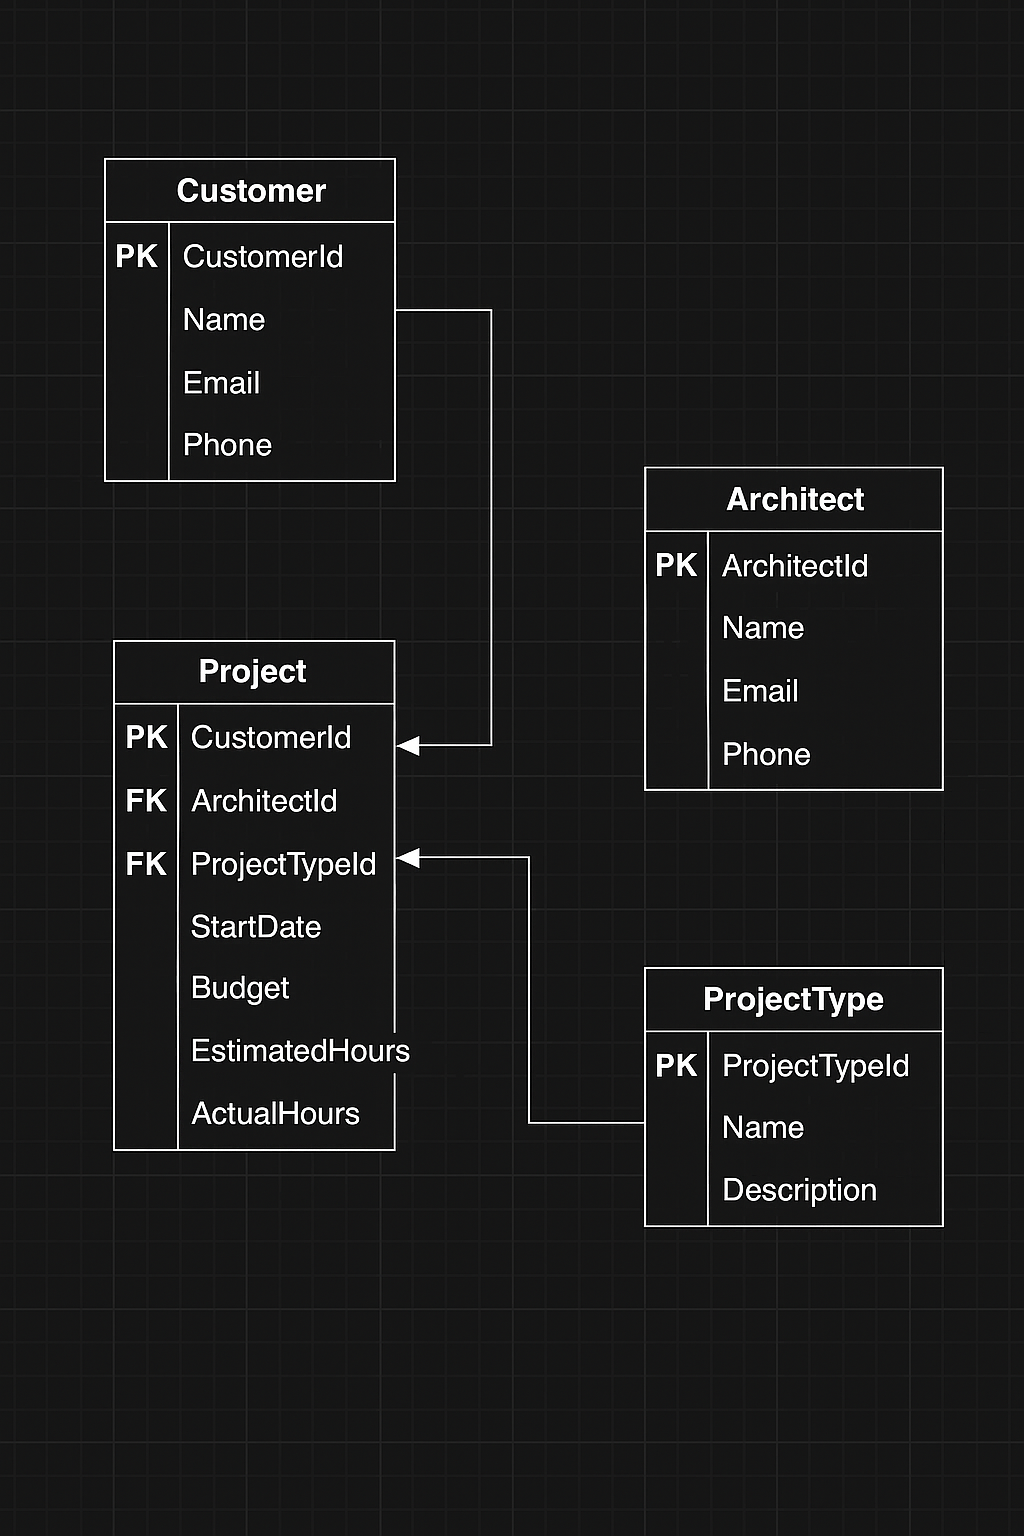 Customer
PK CustomerId
Name
Email
Phone
Architect
PK ArchitectId
Name
Email
Phone
Project
PK CustomerId
FK ArchitectId
FK ProjectTypeId
StartDate
Budget
EstimatedHours
ActualHours
ProjectType
PK ProjectTypeId
Name
Description